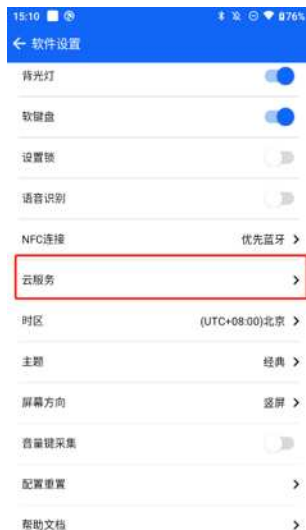 15:10 76%
软件设置
背光灯
软键盘
设置锁
语音识别
NFC连接 优先蓝牙
云服务
时区 (UTC+08:00)北京
主题 经典
屏幕方向 竖屏
音量键采集
配置重置
帮助文档